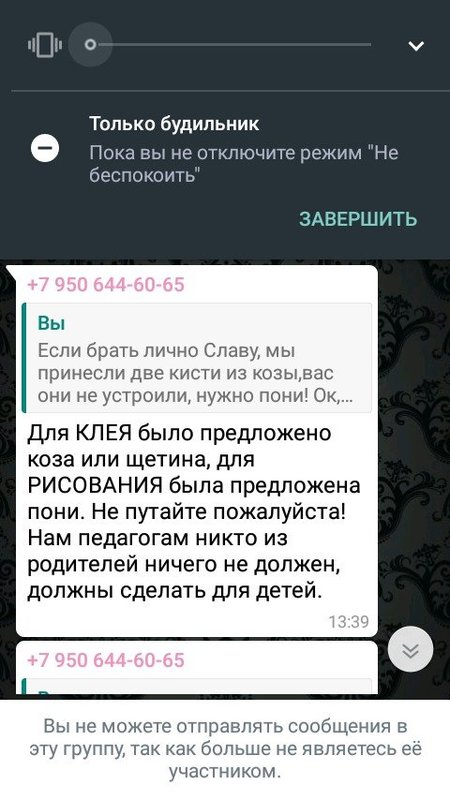 Только будильник
Пока вы не отключите режим "Не
беспокоить"
ЗАВЕРШИТЬ
+7 950 644-60-65
Вы
Если брать лично Славу, мы
принесли две кисти из козы,вас
они не устроили, нужно пони! Ок,...
Для КЛЕЯ было предложено
коза или щетина, для
РИСОВАНИЯ была предложена
пони. Не путайте пожалуйста!
Нам педагогам никто из
родителей ничего не должен,
должны сделать для детей.
13:39
+7 950 644-60-65
Вы не можете отправлять сообщения в
эту группу, так как больше не являетесь её
участником.